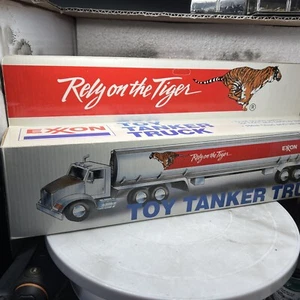 Rely on the Tiger
®
EXXON TOY TANKER TRUCK
Rely on the Tiger
EXXON
TOY TANKER TRU